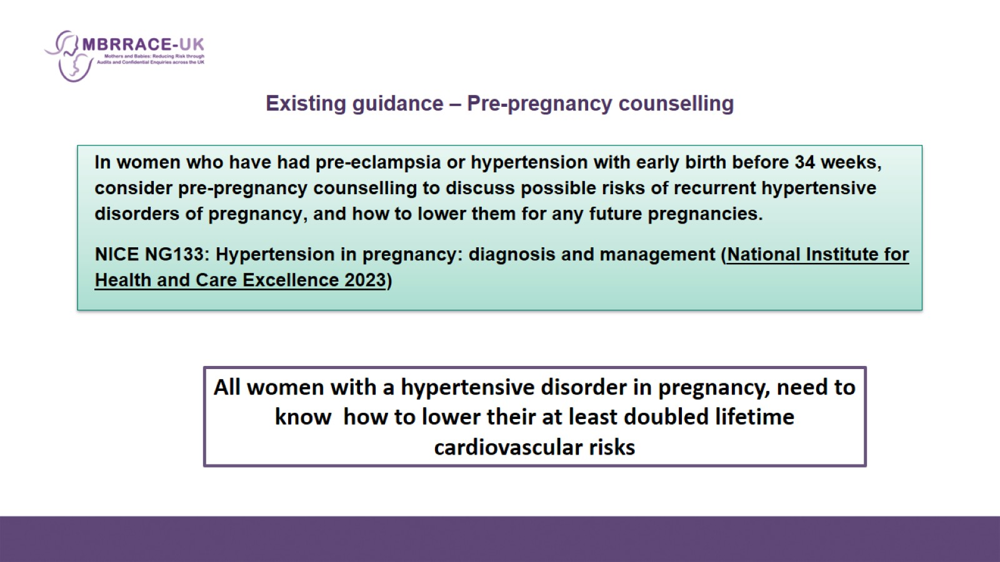 MBRRACE-UK
Mothers and Babies: Reducing Risk through
Audits and Confidential Enquiries across the UK
Existing guidance – Pre-pregnancy counselling
In women who have had pre-eclampsia or hypertension with early birth before 34 weeks,
consider pre-pregnancy counselling to discuss possible risks of recurrent hypertensive
disorders of pregnancy, and how to lower them for any future pregnancies.
NICE NG133: Hypertension in pregnancy: diagnosis and management (National Institute for
Health and Care Excellence 2023)
All women with a hypertensive disorder in pregnancy, need to
know  how to lower their at least doubled lifetime
cardiovascular risks